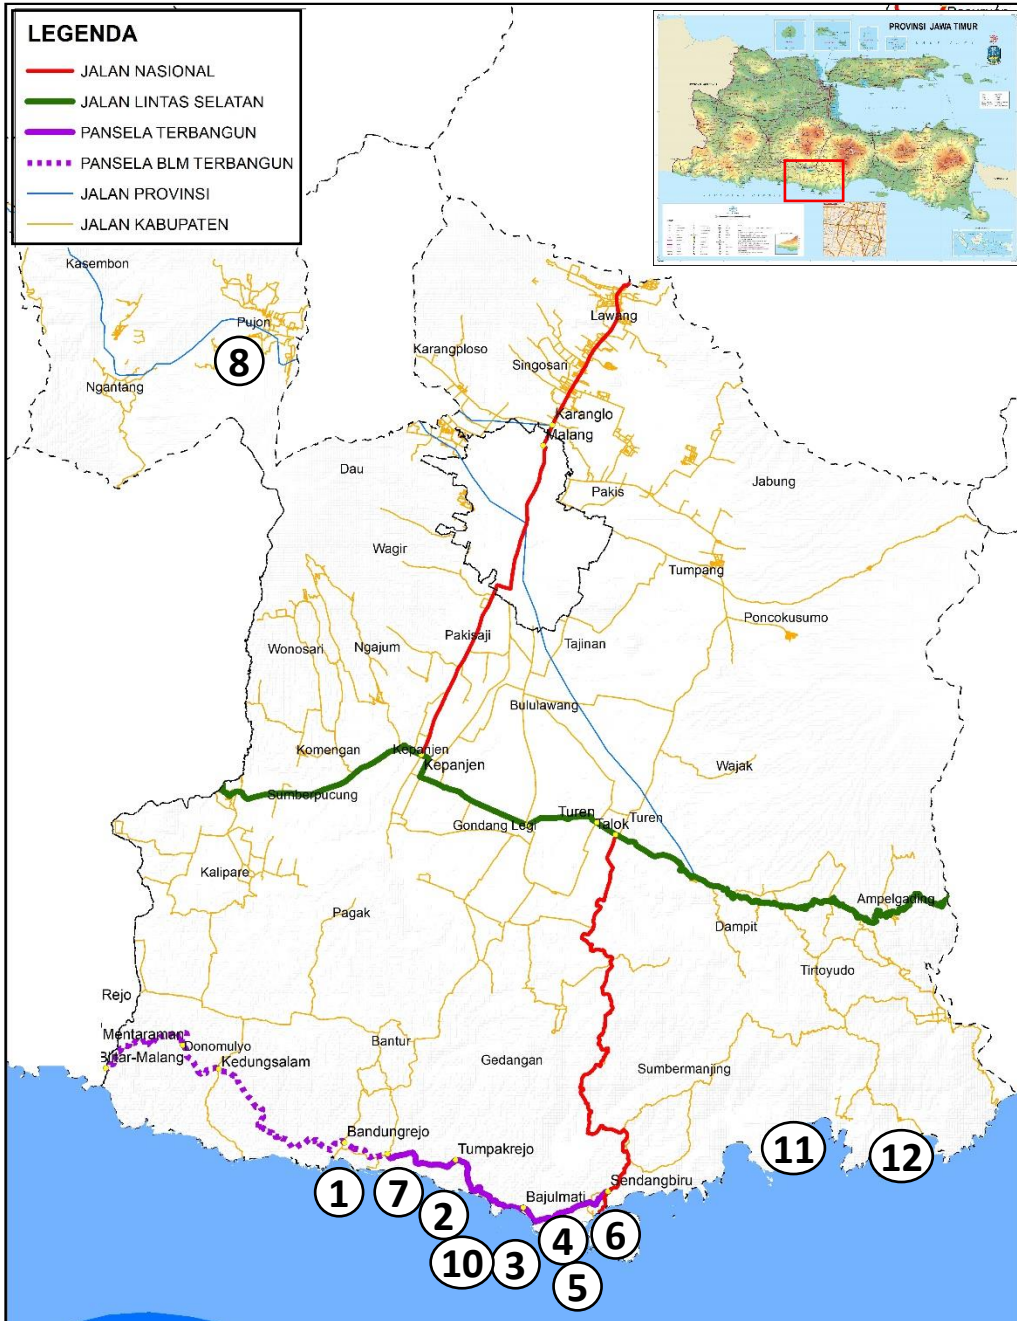 LEGENDA
JALAN NASIONAL
JALAN LINTAS SELATAN
PANSELA TERBANGUN
PANSELA BLM TERBANGUN
JALAN PROVINSI
JALAN KABUPATEN
PROVINSI JAWA TIMUR
Kasembon
Pujon
8
Ngantang
Lawang
Karangploso
Singosari
Karanglo
Malang
Dau
Pakis
Jabung
Wagir
Tumpang
Poncokusumo
Pakisaji
Tajinan
Wonosari
Ngajum
Bululawang
Komengan
Kepanjen
Kepanjen
Wajak
Sumberpucung
Gondang Legi
Turen
Talok
Turen
Kalipare
Pagak
Ampelgading
Dampit
Tirtoyudo
Rejo
Mentaraman
Donomulyo
Blitar-Malang
Kedungsalam
Bantur
Gedangan
Sumbermanjing
Bandungrejo
Tumpakrejo
11
12
1
7
2
Bajulmati
Sendangbiru
10
3
4
5
6